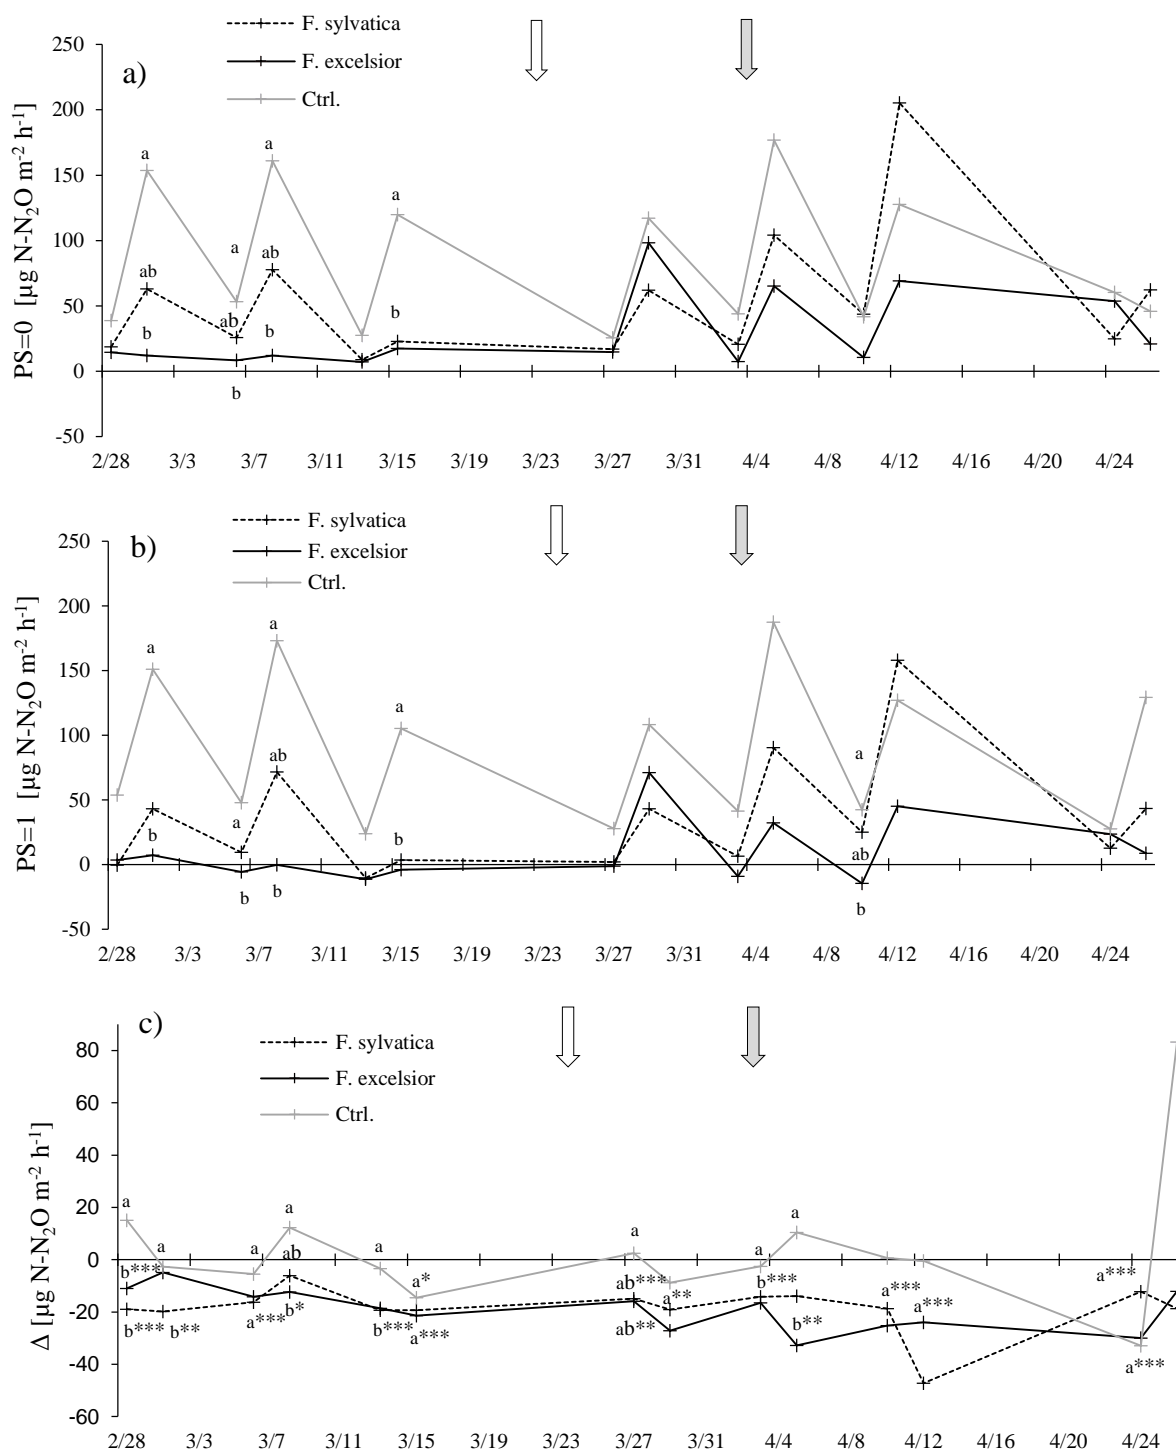 F. sylvatica
F. excelsior
Ctrl.
a)
PS=0 [µg N-N₂O m⁻² h⁻¹]
250
200
150
100
50
0
-50
a
a
a
a
ab
ab
ab
b
b
b
b
2/28 3/3 3/7 3/11 3/15 3/19 3/23 3/27 3/31 4/4 4/8 4/12 4/16 4/20 4/24
F. sylvatica
F. excelsior
Ctrl.
b)
PS=1 [µg N-N₂O m⁻² h⁻¹]
250
200
150
100
50
0
-50
a
a
a
ab
a
a
b
b
ab
b
b
b
2/28 3/3 3/7 3/11 3/15 3/19 3/23 3/27 3/31 4/4 4/8 4/12 4/16 4/20 4/24
F. sylvatica
F. excelsior
Ctrl.
c)
Δ [µg N-N₂O m⁻² h⁻¹]
80
60
40
20
0
-20
-40
-60
a
a
a
a
ab
a
a*
a
a
a
b***
ab***
a**
b***
a***
a***
a***
b***
b**
a***
b*
b***
a***
ab**
b**
a***
2/28 3/3 3/7 3/11 3/15 3/19 3/23 3/27 3/31 4/4 4/8 4/12 4/16 4/20 4/24